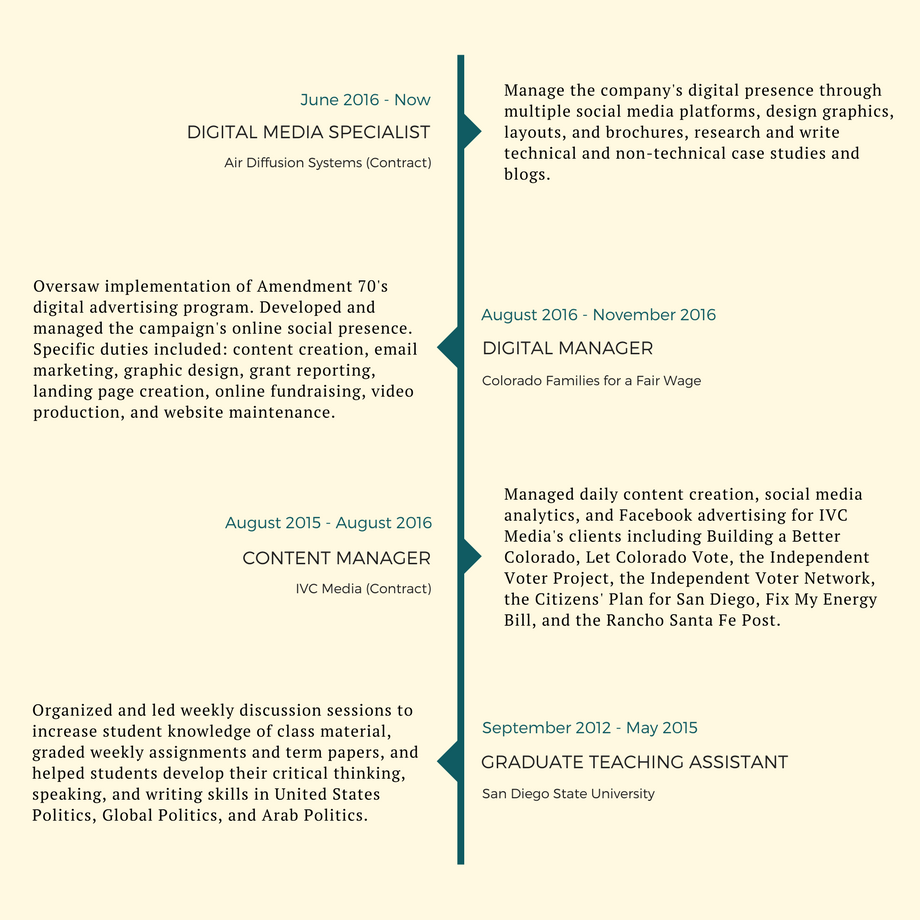 June 2016 - Now
DIGITAL MEDIA SPECIALIST
Air Diffusion Systems (Contract)
Manage the company's digital presence through
multiple social media platforms, design graphics,
layouts, and brochures, research and write
technical and non-technical case studies and
blogs.
Oversaw implementation of Amendment 70's
digital advertising program. Developed and
managed the campaign's online social presence.
Specific duties included: content creation, email
marketing, graphic design, grant reporting,
landing page creation, online fundraising, video
production, and website maintenance.
August 2016 - November 2016
DIGITAL MANAGER
Colorado Families for a Fair Wage
August 2015 - August 2016
CONTENT MANAGER
IVC Media (Contract)
Managed daily content creation, social media
analytics, and Facebook advertising for IVC
Media's clients including Building a Better
Colorado, Let Colorado Vote, the Independent
Voter Project, the Independent Voter Network,
the Citizens' Plan for San Diego, Fix My Energy
Bill, and the Rancho Santa Fe Post.
Organized and led weekly discussion sessions to
increase student knowledge of class material,
graded weekly assignments and term papers, and
helped students develop their critical thinking,
speaking, and writing skills in United States
Politics, Global Politics, and Arab Politics.
September 2012 - May 2015
GRADUATE TEACHING ASSISTANT
San Diego State University